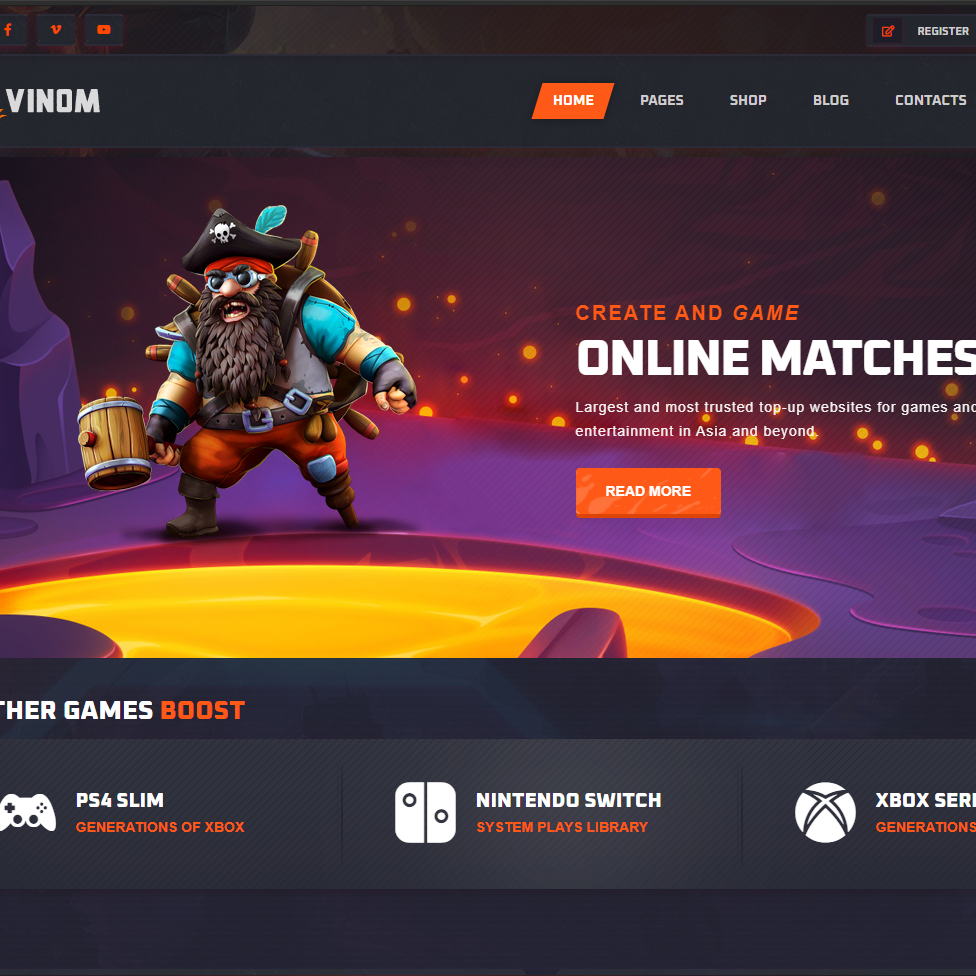 REGISTER
VINOM
HOME PAGES SHOP BLOG CONTACTS
CREATE AND GAME
ONLINE MATCHES
Largest and most trusted top-up websites for games and
entertainment in Asia and beyond.
READ MORE
THER GAMES BOOST
PS4 SLIM
GENERATIONS OF XBOX
NINTENDO SWITCH
SYSTEM PLAYS LIBRARY
XBOX SERI
GENERATIONS